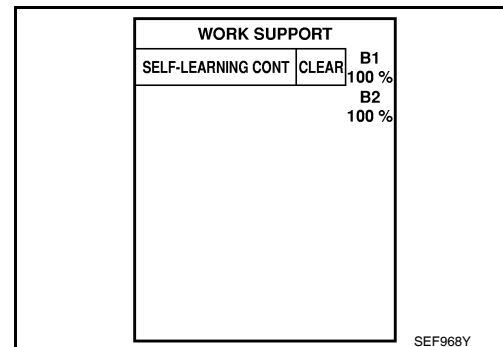 WORK SUPPORT
SELF-LEARNING CONT CLEAR B1
100 %
B2
100 %
SEF968Y